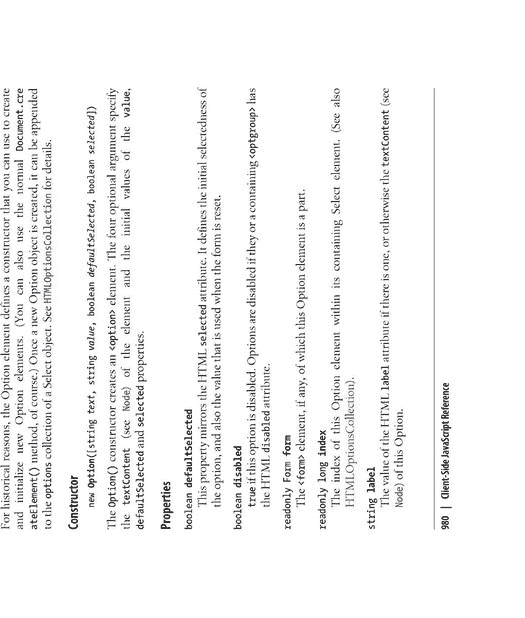 For historical reasons, the Option element defines a constructor that you can use to create
and initialize new Option elements. (You can also use the normal Document.cre
ateElement() method, of course.) Once a new Option object is created, it can be appended
to the options collection of a Select object. See HTMLOptionsCollection for details.
Constructor
new Option([string text, string value, boolean defaultSelected, boolean selected])
The Option() constructor creates an <option> element. The four optional argument specify
the textContent (see Node) of the element and the initial values of the value,
defaultSelected and selected properties.
Properties
boolean defaultSelected
This property mirrors the HTML selected attribute. It defines the initial selectedness of
the option, and also the value that is used when the form is reset.
boolean disabled
true if this option is disabled. Options are disabled if they or a containing <optgroup> has
the HTML disabled attribute.
readonly Form form
The <form> element, if any, of which this Option element is a part.
readonly long index
The index of this Option element within its containing Select element. (See also
HTMLOptionsCollection).
string label
The value of the HTML label attribute if there is one, or otherwise the textContent (see
Node) of this Option.
980 | Client-Side JavaScript Reference